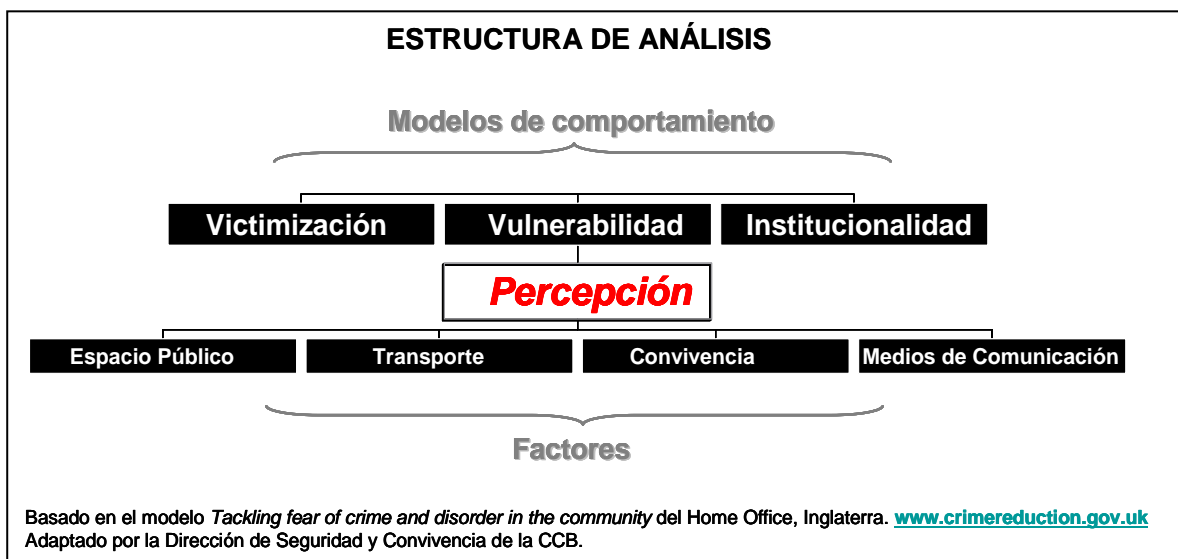 ESTRUCTURA DE ANÁLISIS
Modelos de comportamiento
Victimización Vulnerabilidad Institucionalidad
Percepción
Espacio Público Transporte Convivencia Medios de Comunicación
Factores
Basado en el modelo Tackling fear of crime and disorder in the community del Home Office, Inglaterra. www.crimereduction.gov.uk
Adaptado por la Dirección de Seguridad y Convivencia de la CCB.